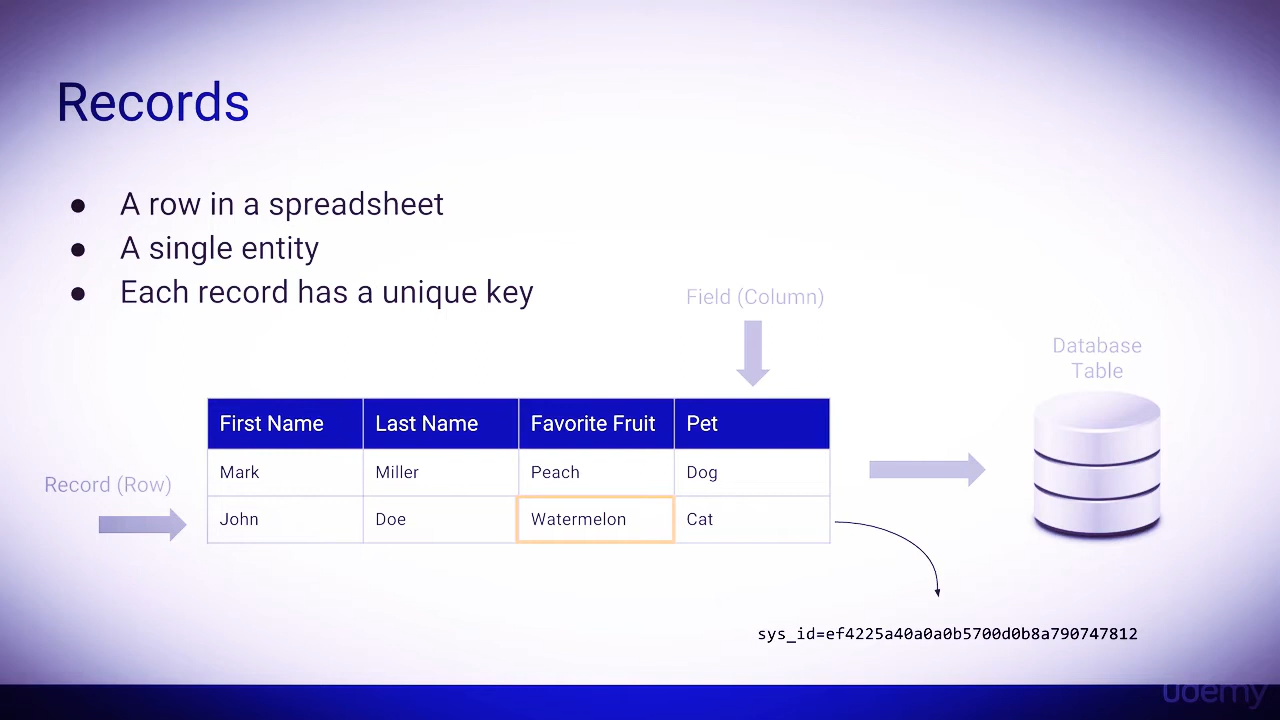 Records
● A row in a spreadsheet
● A single entity
● Each record has a unique key
Field (Column)
Database
Table
First Name Last Name Favorite Fruit Pet
Mark Miller Peach Dog
Record (Row)
John Doe Watermelon Cat
sys_id=ef4225a40a0a0b5700d0b8a790747812
udemy